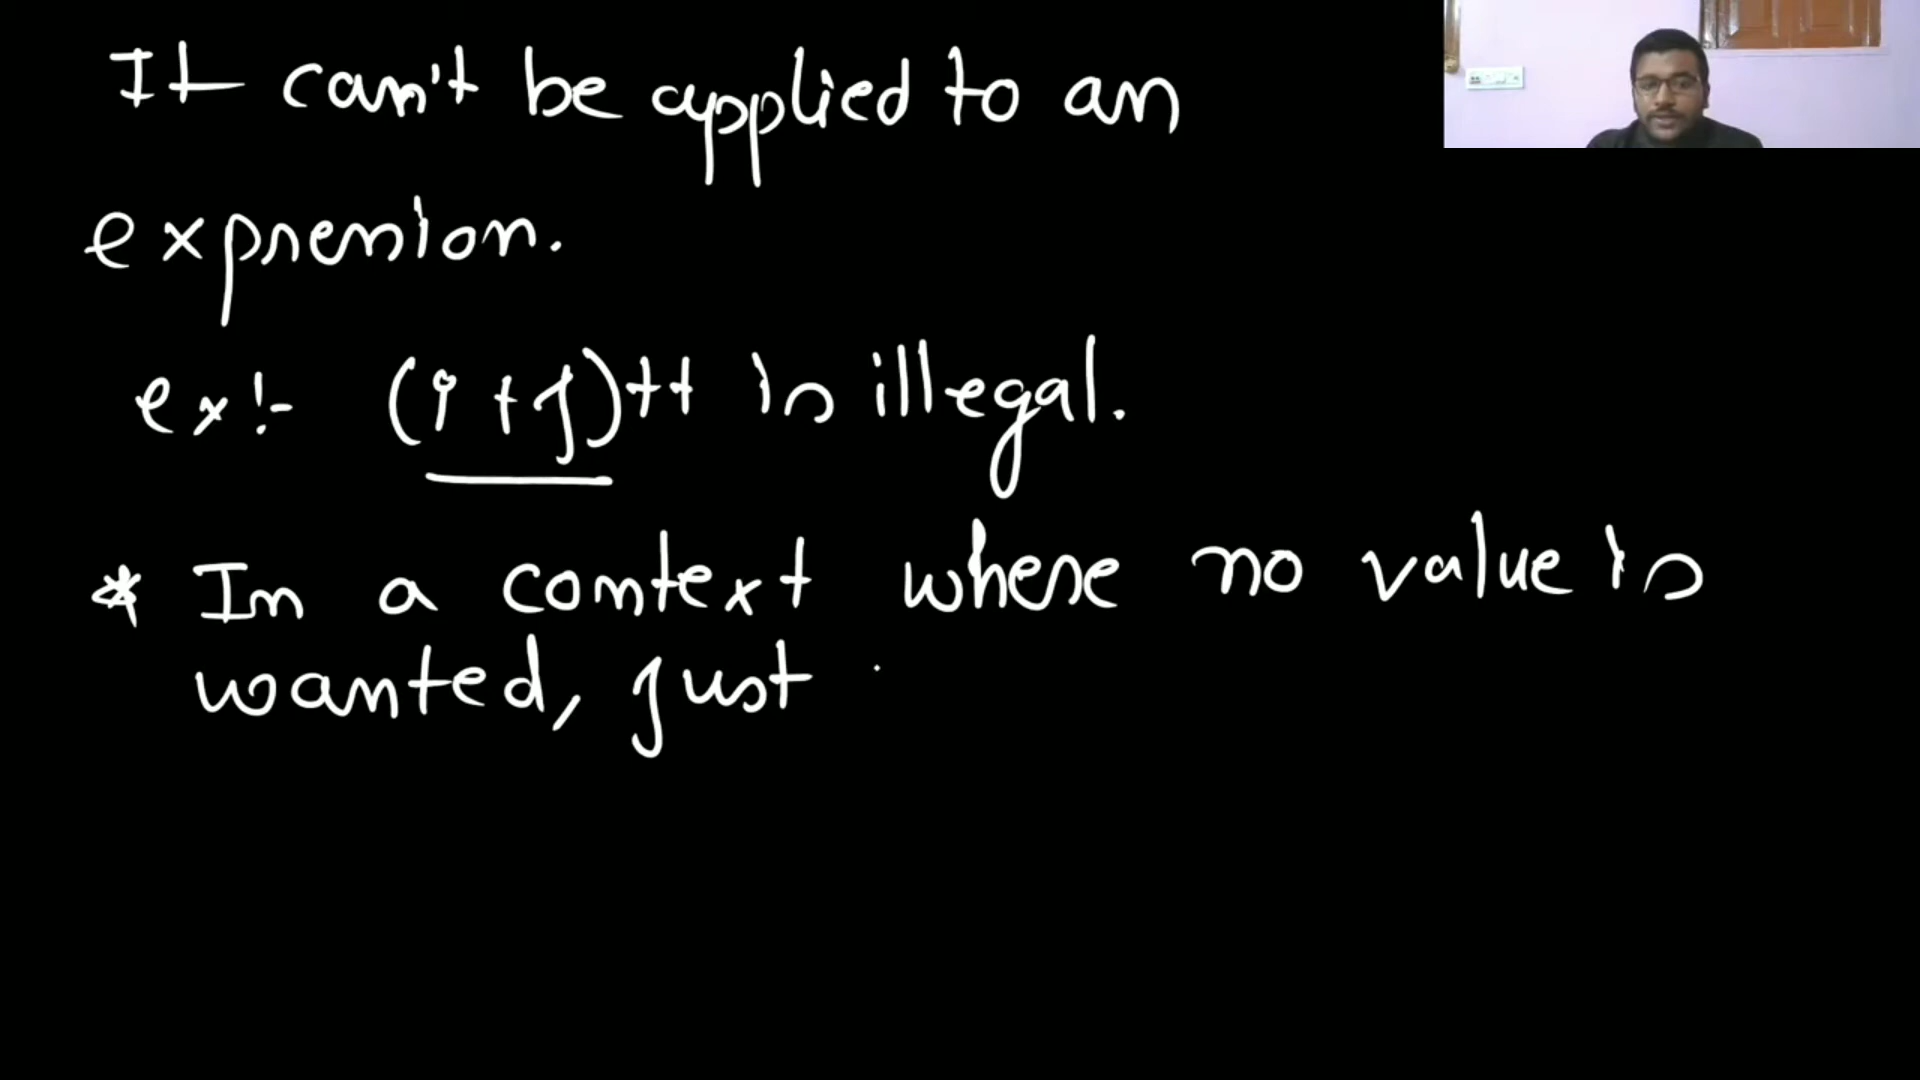 It can't be applied to an
expression.
ex:- (i+j)++ is illegal.
* In a context where no value is
wanted, just